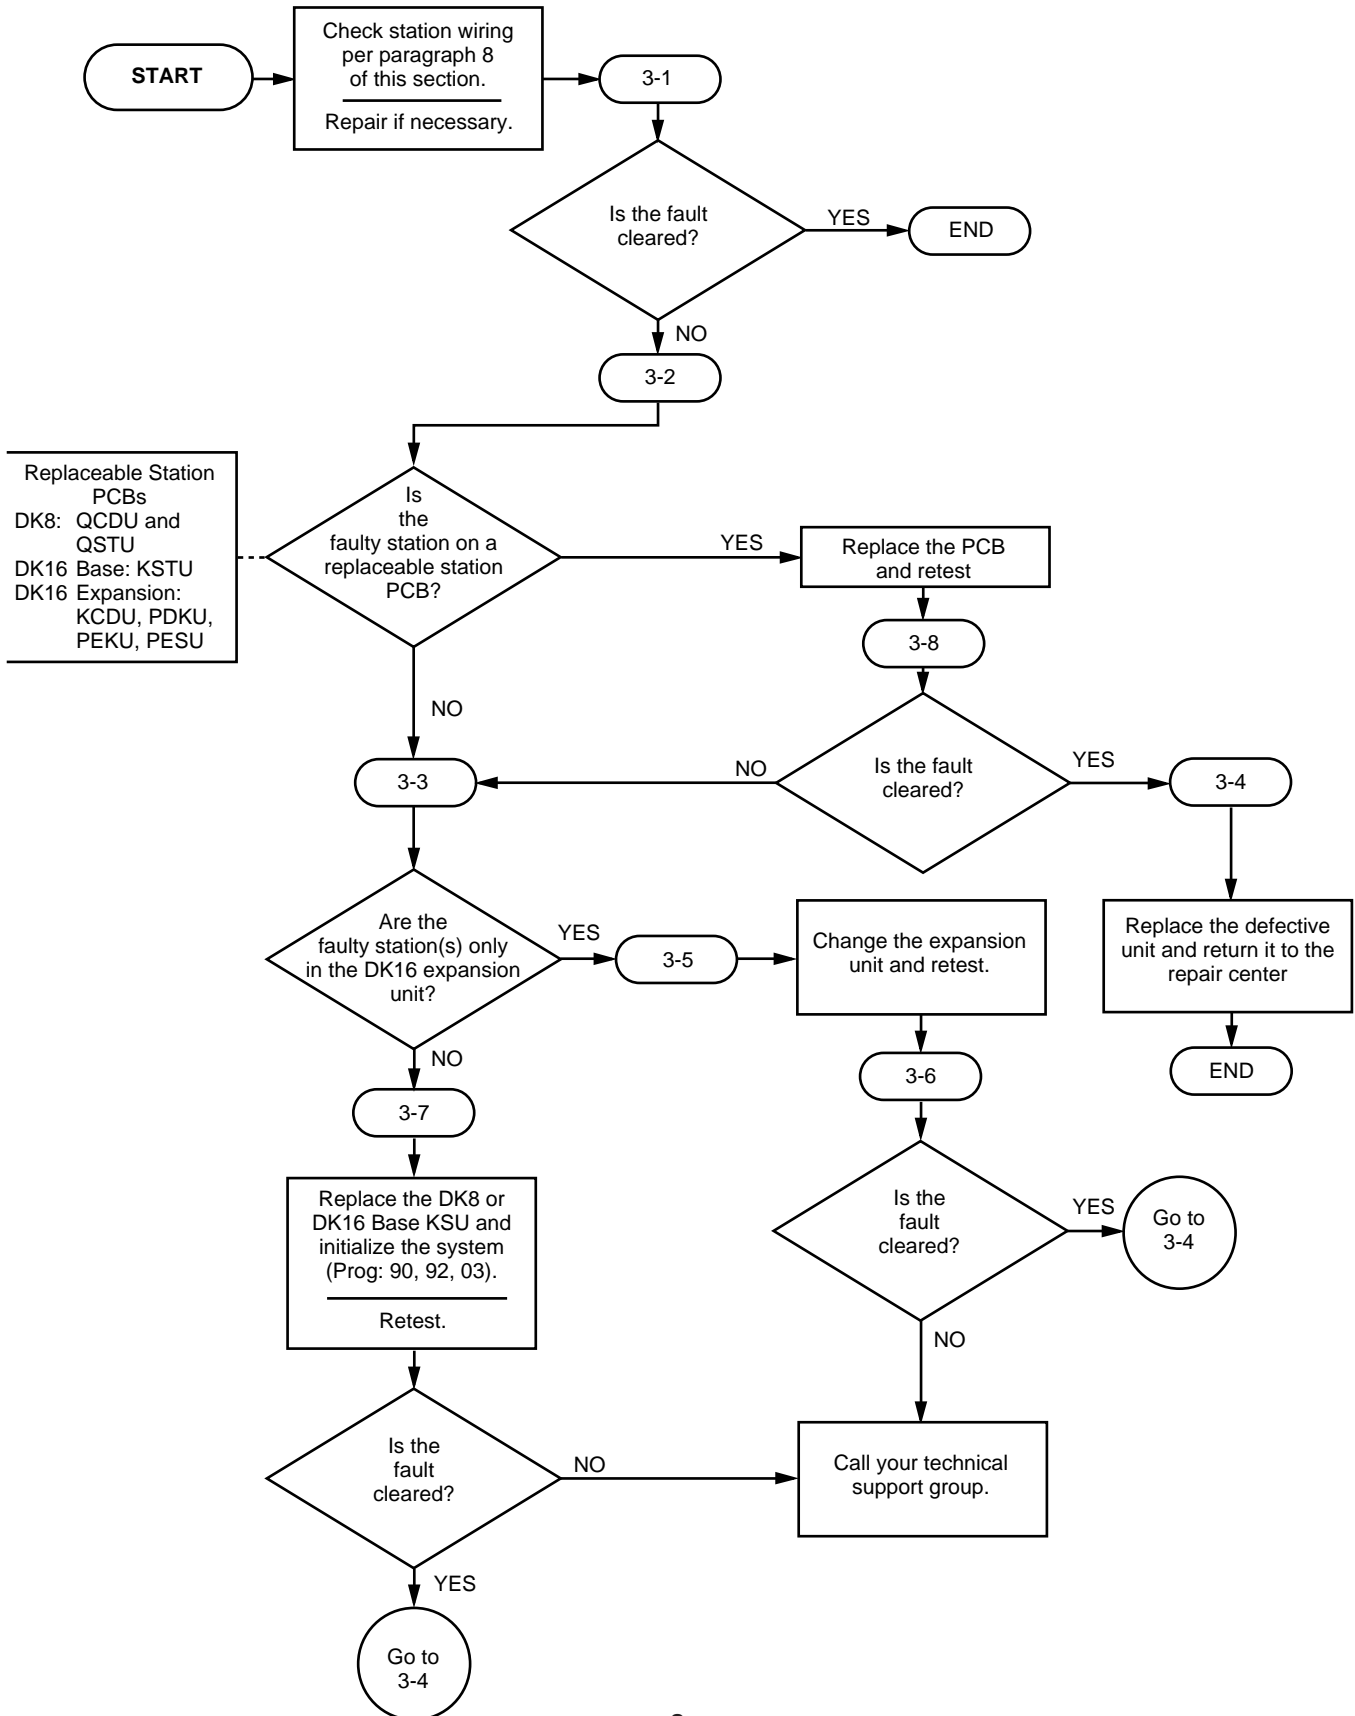 START
Check station wiring
per paragraph 8
of this section.
Repair if necessary.
3-1
Is the fault
cleared?
YES
END
NO
3-2
Replaceable Station
PCBs
DK8: QCDU and
QSTU
DK16 Base: KSTU
DK16 Expansion:
KCDU, PDKU,
PEKU, PESU
Is
the
faulty station on a
replaceable station
PCB?
YES
Replace the PCB
and retest
3-8
NO
Is the fault
cleared?
NO
YES
3-3
3-4
Replace the defective
unit and return it to the
repair center
END
Are the
faulty station(s) only
in the DK16 expansion
unit?
YES
3-5
Change the expansion
unit and retest.
NO
3-6
3-7
Is the
fault
cleared?
YES
Go to
3-4
NO
Replace the DK8 or
DK16 Base KSU and
initialize the system
(Prog: 90, 92, 03).
Retest.
Is the
fault
cleared?
NO
Call your technical
support group.
YES
Go to
3-4